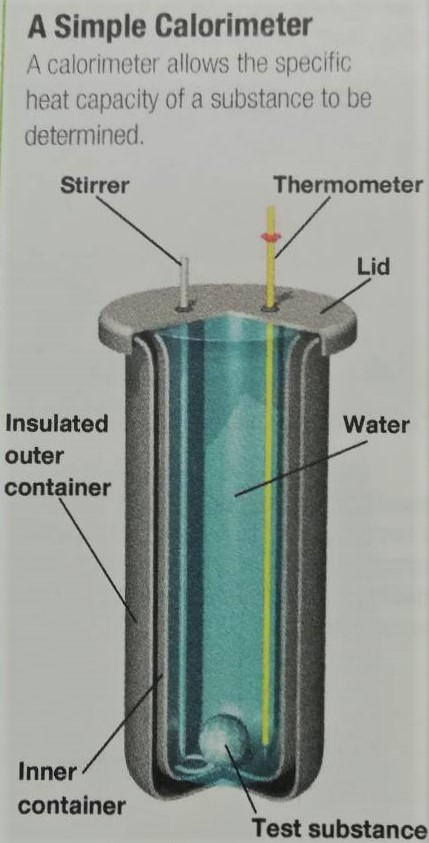 A Simple Calorimeter
A calorimeter allows the specific
heat capacity of a substance to be
determined.
Stirrer
Thermometer
Lid
Insulated
outer
container
Water
Inner
container
Test substance